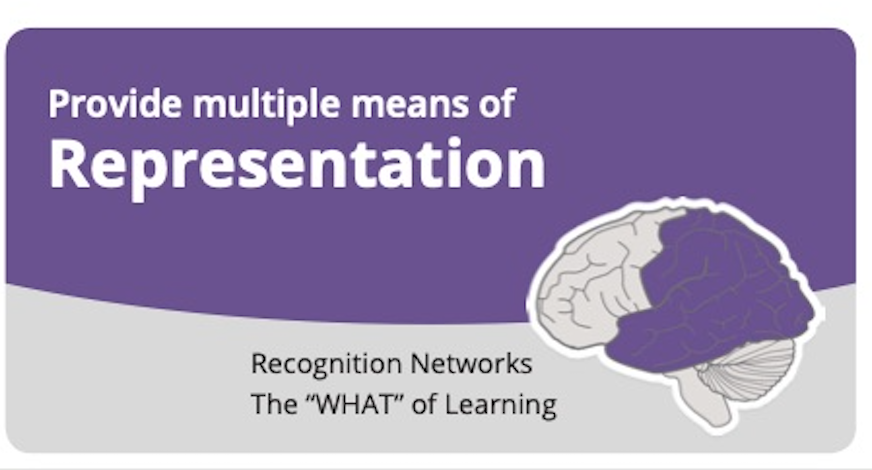 Provide multiple means of
Representation
Recognition Networks
The “WHAT” of Learning